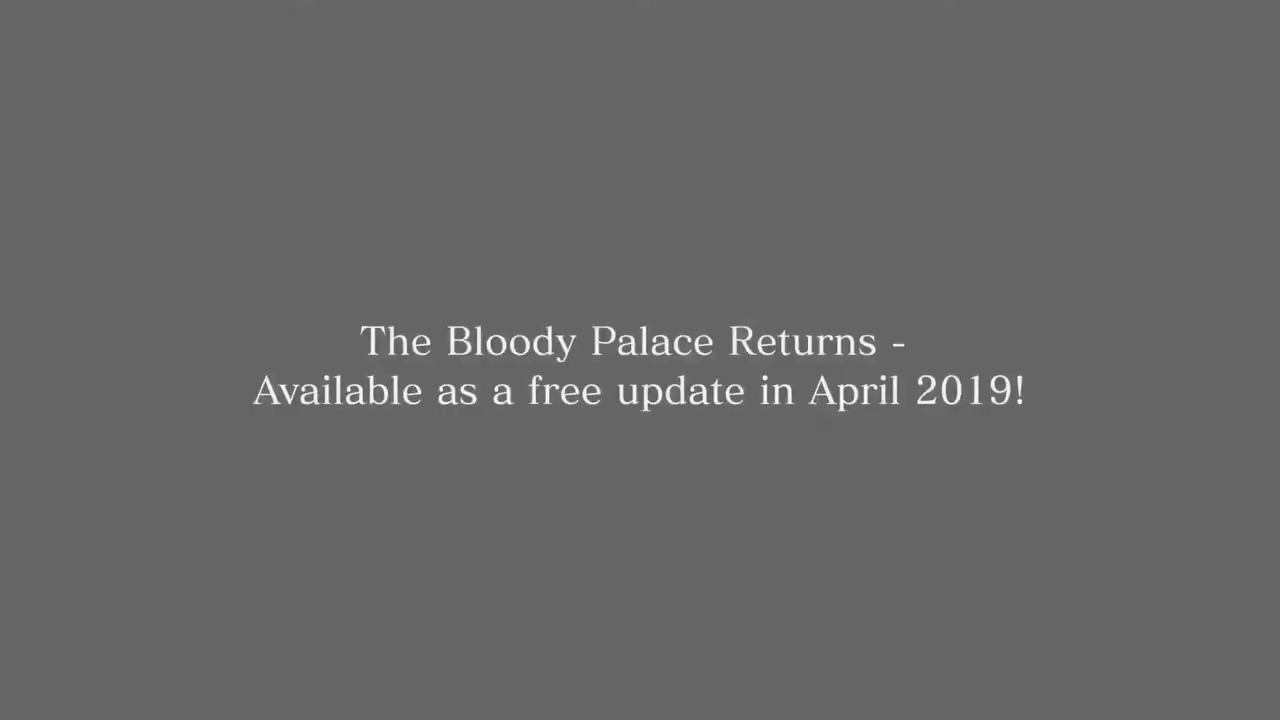 The Bloody Palace Returns -
Available as a free update in April 2019!